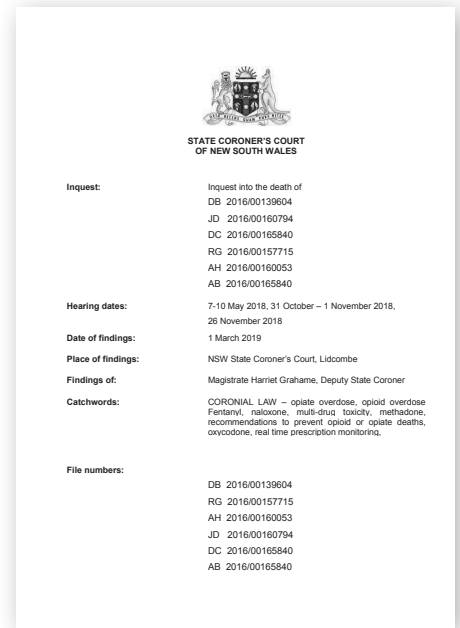 STATE CORONER'S COURT
OF NEW SOUTH WALES
Inquest: Inquest into the death of
DB 2016/00139604
JD 2016/00160794
DC 2016/00165840
RG 2016/00157715
AH 2016/00160053
AB 2016/00165840
Hearing dates: 7-10 May 2018, 31 October – 1 November 2018,
26 November 2018
Date of findings: 1 March 2019
Place of findings: NSW State Coroner's Court, Lidcombe
Findings of: Magistrate Harriet Grahame, Deputy State Coroner
Catchwords: CORONIAL LAW – opiate overdose, opioid overdose
Fentanyl, naloxone, multi-drug toxicity, methadone,
recommendations to prevent opioid or opiate deaths,
oxycodone, real time prescription monitoring,
File numbers:
DB 2016/00139604
RG 2016/00157715
AH 2016/00160053
JD 2016/00160794
DC 2016/00165840
AB 2016/00165840